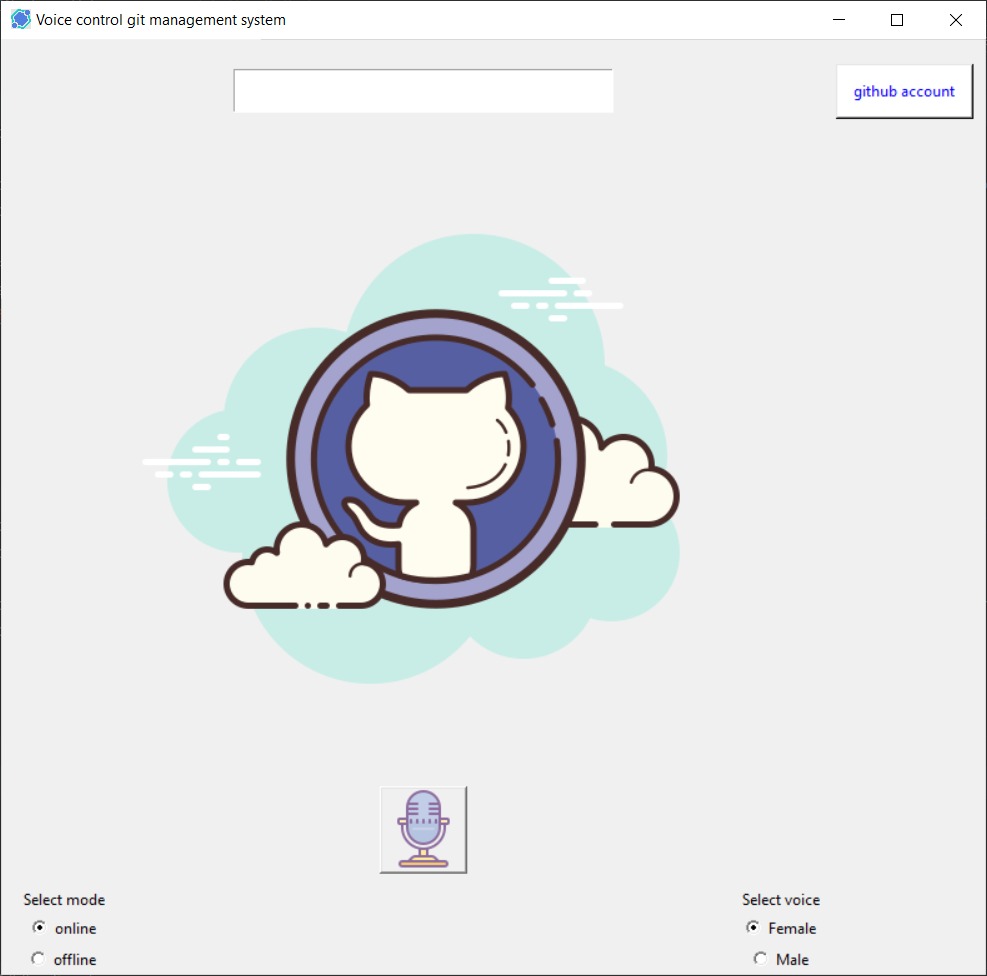 Voice control git management system
github account
Select mode
online
offline
Select voice
Female
Male